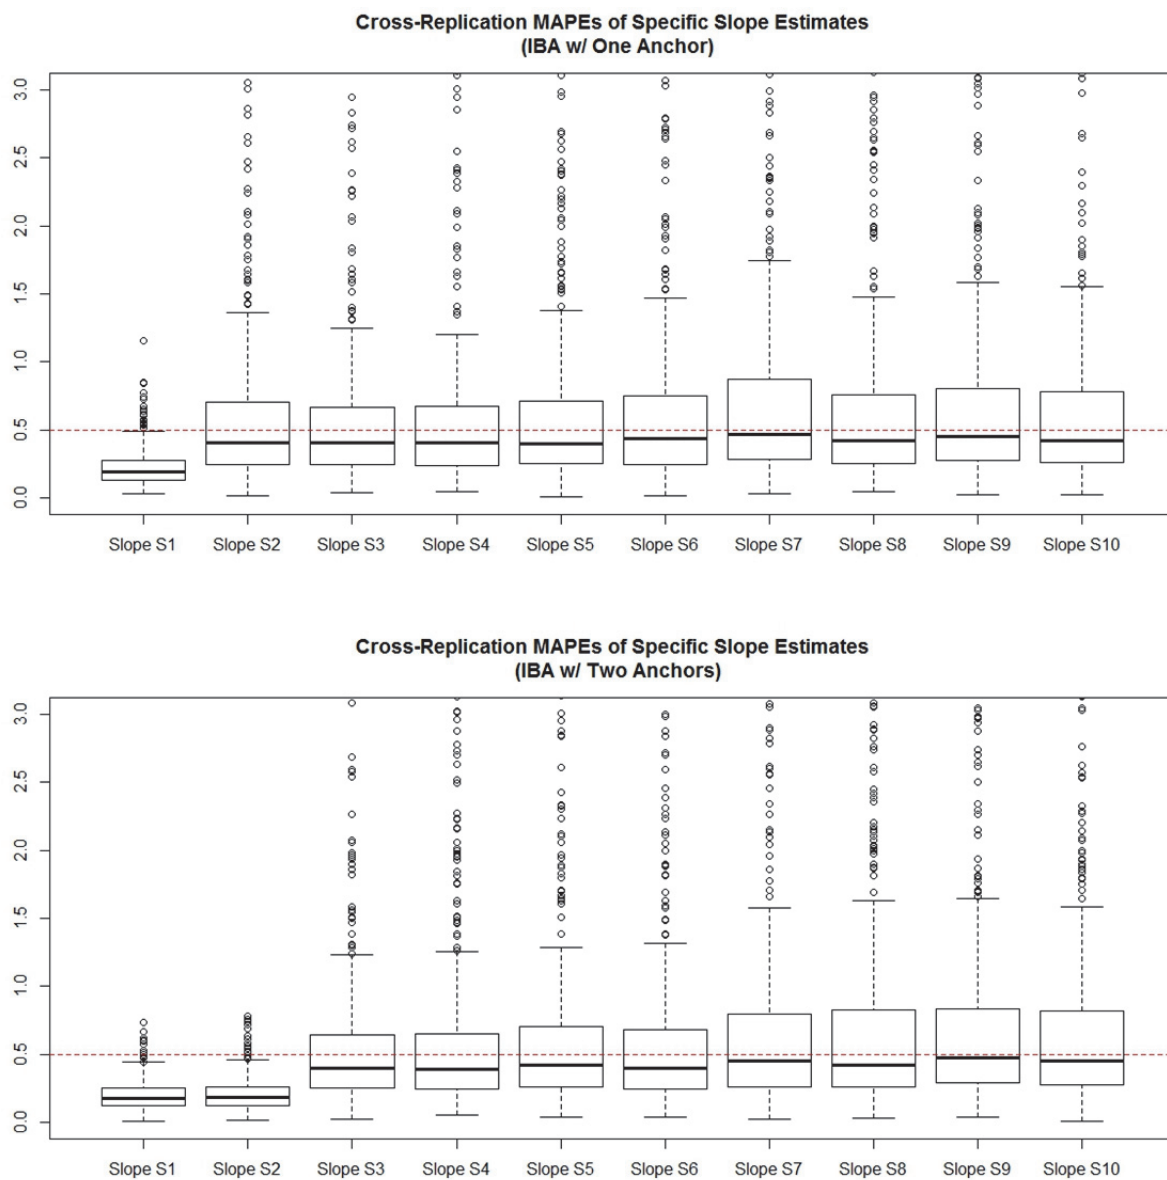 Cross-Replication MAPEs of Specific Slope Estimates
(IBA w/ One Anchor)
3.0
2.5
2.0
1.5
1.0
0.5
0.0
Slope S1 Slope S2 Slope S3 Slope S4 Slope S5 Slope S6 Slope S7 Slope S8 Slope S9 Slope S10
Cross-Replication MAPEs of Specific Slope Estimates
(IBA w/ Two Anchors)
3.0
2.5
2.0
1.5
1.0
0.5
0.0
Slope S1 Slope S2 Slope S3 Slope S4 Slope S5 Slope S6 Slope S7 Slope S8 Slope S9 Slope S10